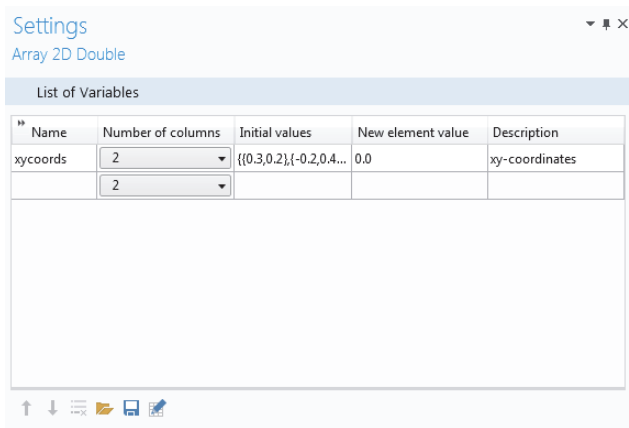 Settings
Array 2D Double
List of Variables
Name Number of columns Initial values New element value Description
xycoords 2 {{0.3,0.2},{-0.2,0.4... 0.0 xy-coordinates
2